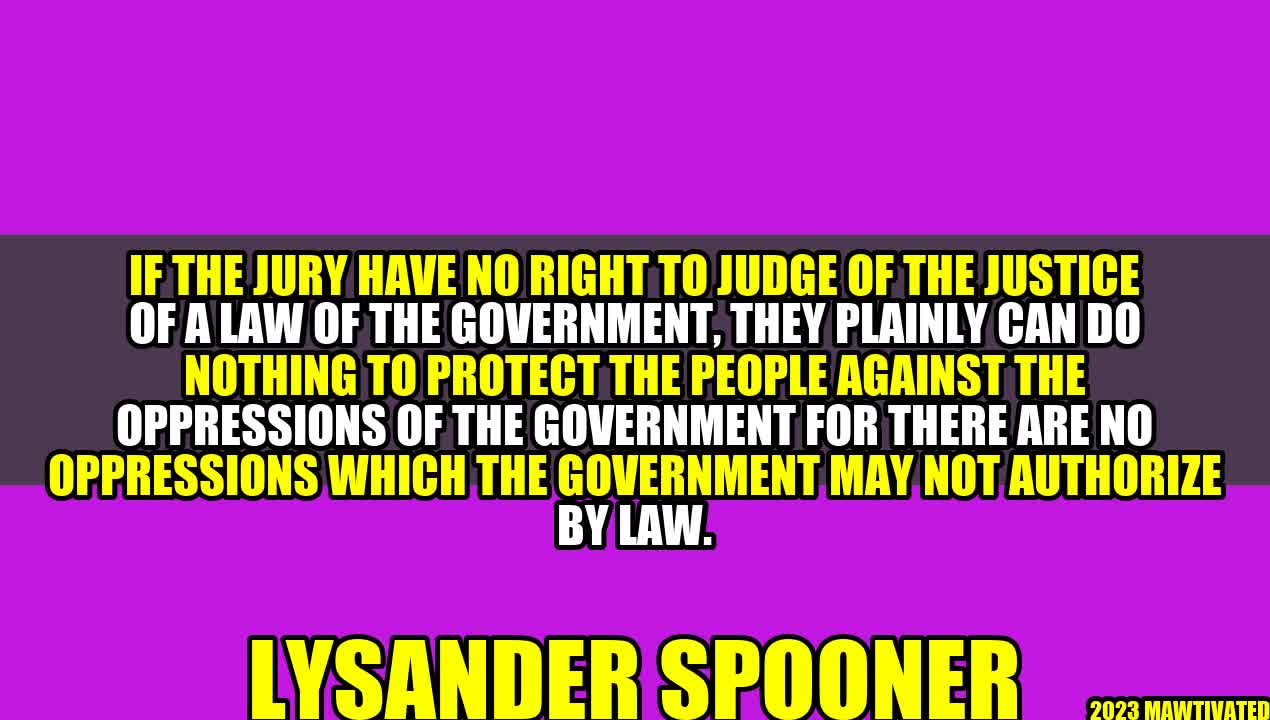 IF THE JURY HAVE NO RIGHT TO JUDGE OF THE JUSTICE
OF A LAW OF THE GOVERNMENT, THEY PLAINLY CAN DO
NOTHING TO PROTECT THE PEOPLE AGAINST THE
OPPRESSIONS OF THE GOVERNMENT FOR THERE ARE NO
OPPRESSIONS WHICH THE GOVERNMENT MAY NOT AUTHORIZE
BY LAW.
LYSANDER SPOONER
2023 MAWTIVATED